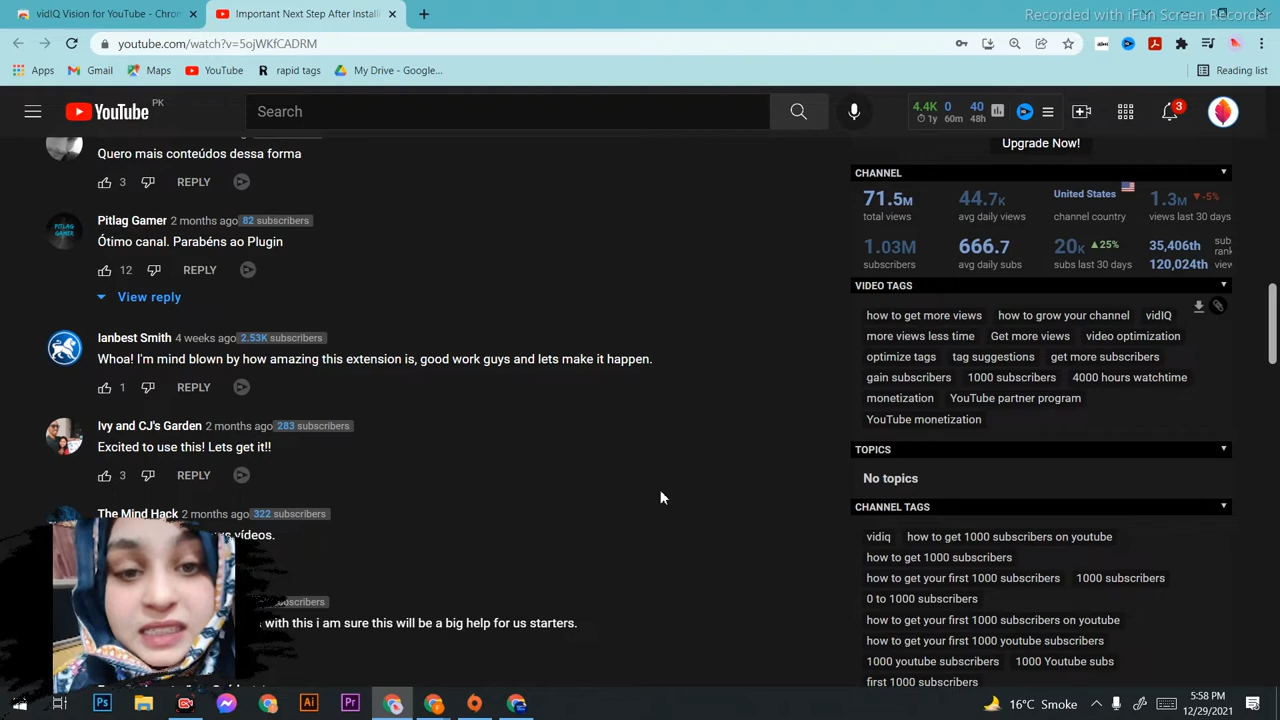 vidIQ Vision for YouTube - Chron
Important Next Step After Installi
Recorded with iFun Screen Recorder
youtube.com/watch?v=5ojWKfCADRM
Apps
Gmail
Maps
YouTube
rapid tags
My Drive - Google...
Reading list
YouTube PK
Search
4.4K 0 40
1y 60m 48h
3
Quero mais conteúdos dessa forma
3 REPLY
Pitlag Gamer 2 months ago 82 subscribers
PITLAG GAMER
Ótimo canal. Parabéns ao Plugin
12 REPLY
View reply
Ianbest Smith 4 weeks ago 2.53K subscribers
Whoa! I'm mind blown by how amazing this extension is, good work guys and lets make it happen.
1 REPLY
Ivy and CJ's Garden 2 months ago 283 subscribers
Excited to use this! Lets get it!!
3 REPLY
The Mind Hack 2 months ago 322 subscribers
vídeos.
with this i am sure this will be a big help for us starters.
Upgrade Now!
CHANNEL
71.5M 44.7K United States 1.3M -5%
total views avg daily views channel country views last 30 days
1.03M 666.7 20K 25% 35,406th sub
subscribers avg daily subs subs last 30 days 120,024th
VIDEO TAGS
how to get more views how to grow your channel vidIQ
more views less time Get more views video optimization
optimize tags tag suggestions get more subscribers
gain subscribers 1000 subscribers 4000 hours watchtime
monetization YouTube partner program
YouTube monetization
TOPICS
No topics
CHANNEL TAGS
vidiq how to get 1000 subscribers on youtube
how to get 1000 subscribers
how to get your first 1000 subscribers 1000 subscribers
0 to 1000 subscribers
how to get your first 1000 subscribers on youtube
how to get your first 1000 youtube subscribers
1000 youtube subscribers 1000 Youtube subs
first 1000 subscribers
Ps
Ai
Pr
16°C Smoke
5:58 PM
12/29/2021